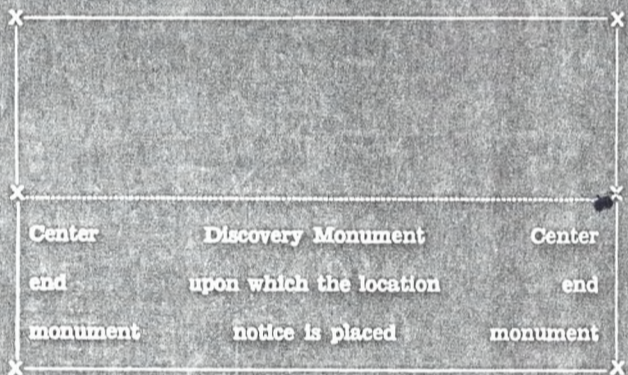 Center Discovery Monument Center
end upon which the location end
monument notice is placed monument